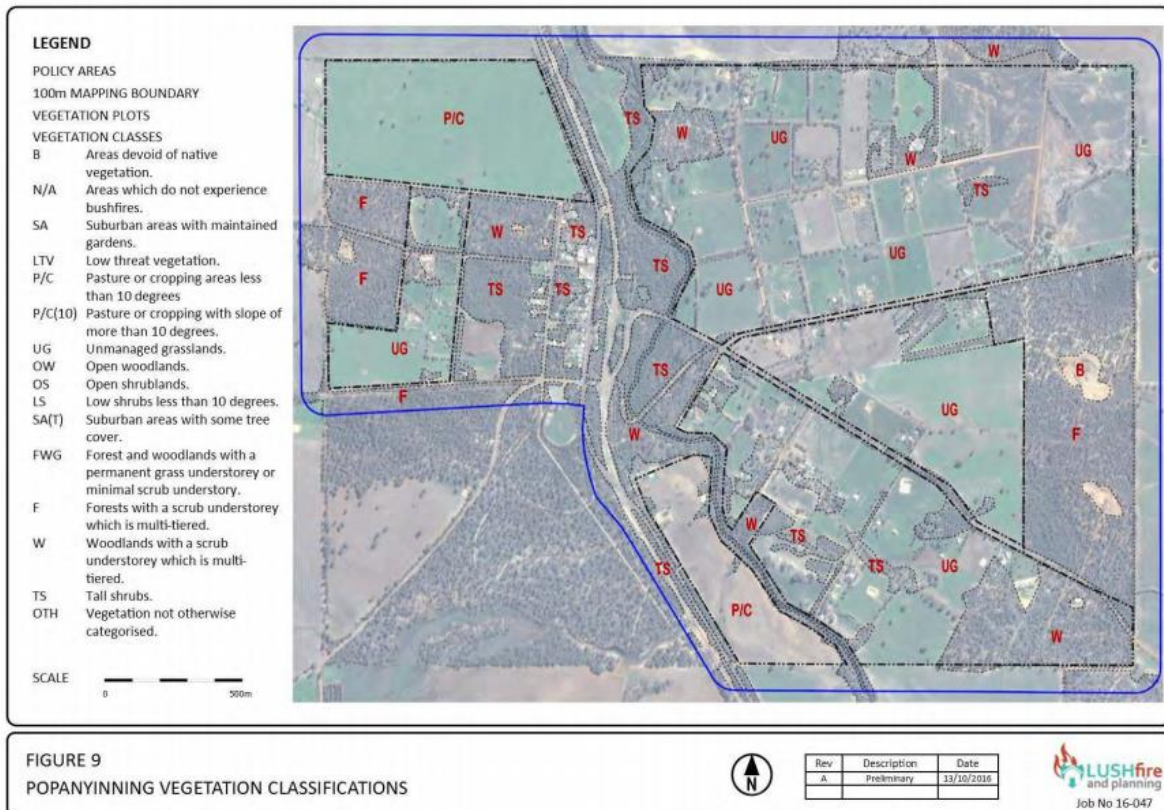 LEGEND
POLICY AREAS
100m MAPPING BOUNDARY
VEGETATION PLOTS
VEGETATION CLASSES
B Areas devoid of native
vegetation.
N/A Areas which do not experience
bushfires.
SA Suburban areas with maintained
gardens.
LTV Low threat vegetation.
P/C Pasture or cropping areas less
than 10 degrees
P/C(10) Pasture or cropping with slope of
more than 10 degrees.
UG Unmanaged grasslands.
OW Open woodlands.
OS Open shrublands.
LS Low shrubs less than 10 degrees.
SA(T) Suburban areas with some tree
cover.
FWG Forest and woodlands with a
permanent grass understorey or
minimal scrub understory.
F Forests with a scrub understorey
which is multi-tiered.
W Woodlands with a scrub
understorey which is multi-
tiered.
TS Tall shrubs.
OTH Vegetation not otherwise
categorised.
SCALE
0 500m
W
P/C
TS
W
UG
W
UG
TS
F
W
TS
TS
UG
F
TS
TS
UG
UG
TS
B
F
UG
W
F
W
TS
TS
UG
TS
P/C
W
FIGURE 9
POPANYINNING VEGETATION CLASSIFICATIONS
N
Rev Description Date
A Preliminary 13/10/2016
LUSHfire
and planning
Job No 16-047